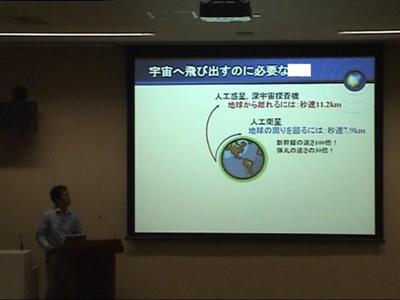 宇宙へ飛び出すのに必要な
人工惑星、深宇宙探査機
地球から離れるには：秒速11.2km
人工衛星
地球の周りを回るには：秒速7.9km
新幹線の速さ100倍！
弾丸の速さの10倍！